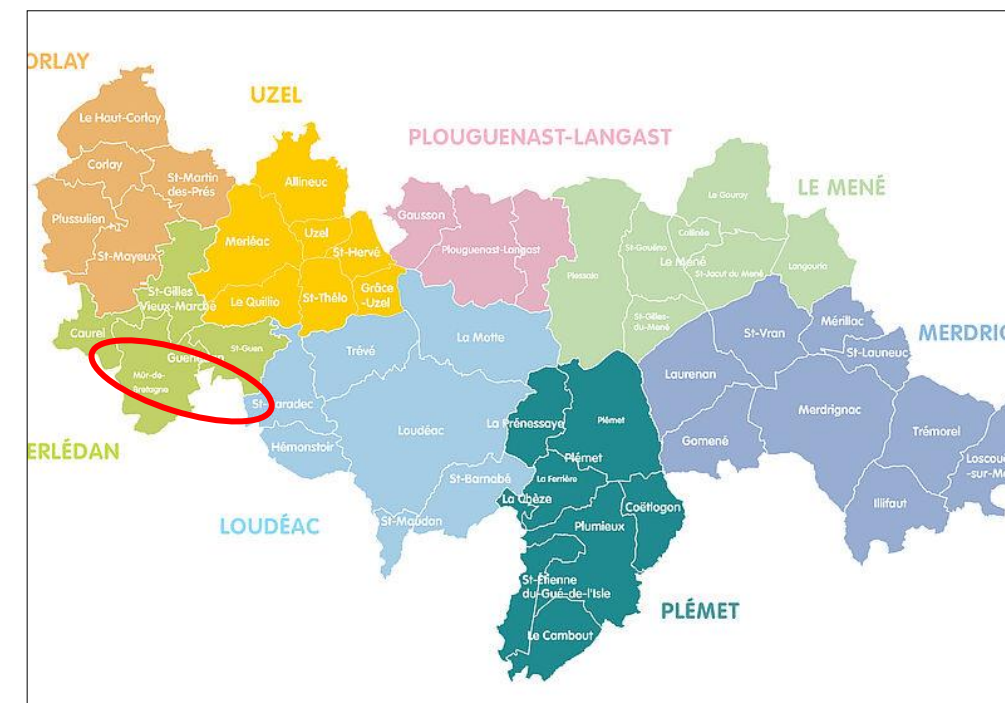 ORLAY
UZEL
PLOUGUENAST-LANGAST
LE MENÉ
MERDRIG
ERLÉDAN
LOUDÉAC
PLÉMET
Le Haut-Corlay
Corlay
St-Martin
des-Prés
Plussulien
St-Mayeux
Allineuc
Merléac
Uzel
St-Hervé
Le Quillio
St-Thélo
Grâce
-Uzel
St-Gilles
Vieux-Marché
Caurel
St-Guen
Mûr-de-
Bretagne
Gausson
Plouguenast-Langast
Plessala
Le Gouray
St-Gouéno
Collinée
Le Mené
St-Jacut du Mené
Langourla
St-Gilles-
du-Mené
Trévé
La Motte
Loudéac
Hémonstoir
St-Barnabé
St-Maudan
La Prénessaye
Plémet
Plémet
La Ferrière
La Chèze
Coëtlogon
Plumieux
St-Étienne
du-Gué-de-l'Isle
Le Cambout
St-Vran
Mérillac
St-Launeuc
Laurenan
Merdrignac
Gomené
Trémorel
Illifaut